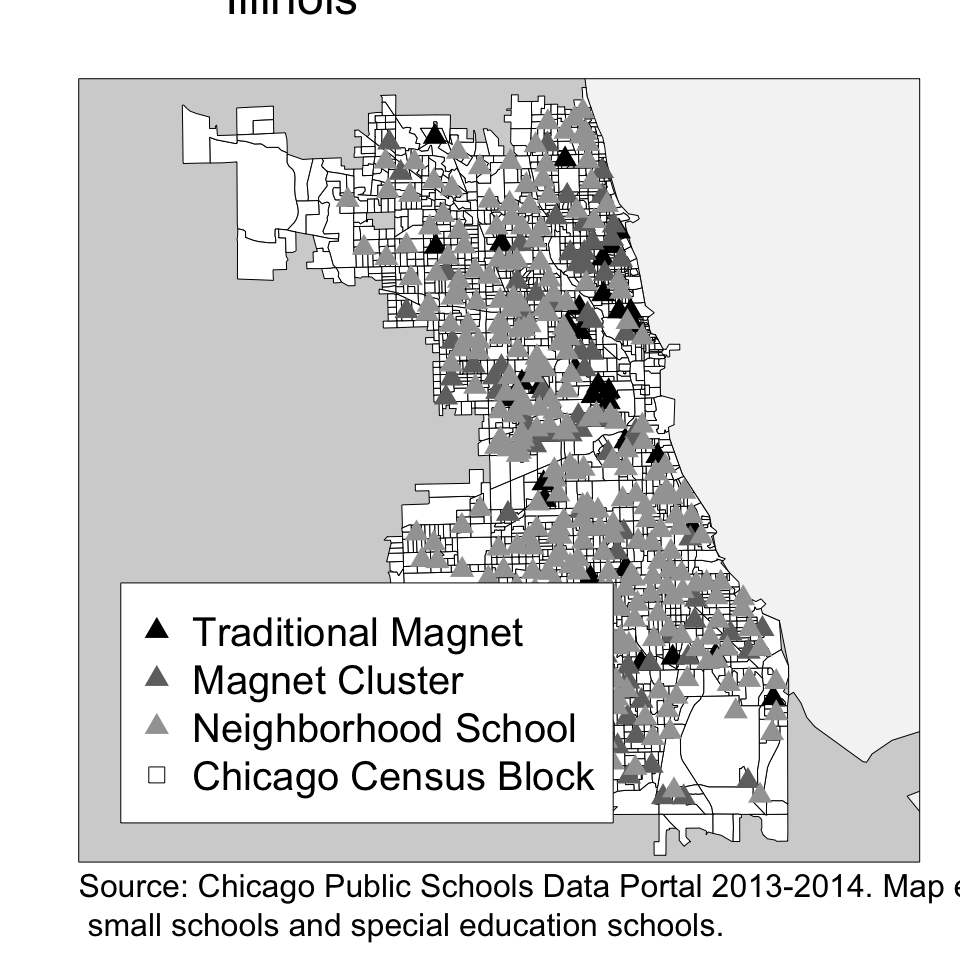 Illinois
Traditional Magnet
Magnet Cluster
Neighborhood School
Chicago Census Block
Source: Chicago Public Schools Data Portal 2013-2014. Map
small schools and special education schools.